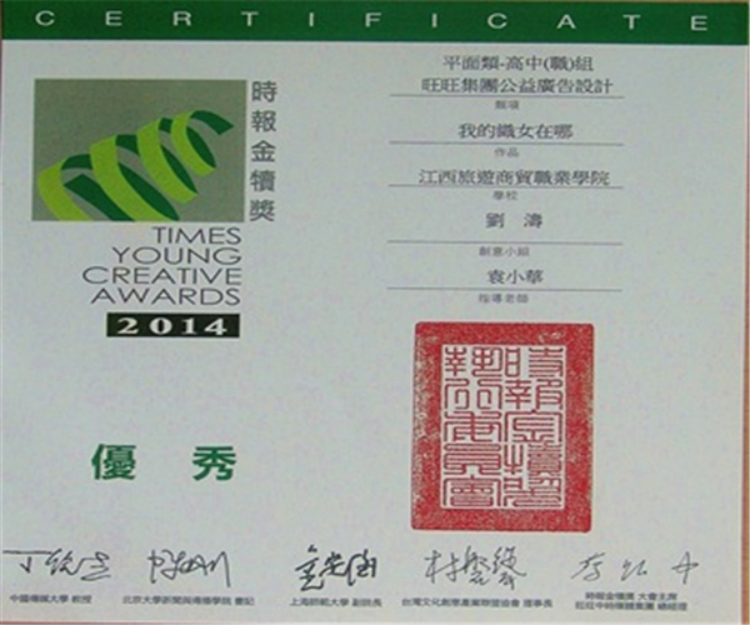 CERTIFICATE
時報金犢獎
TIMES
YOUNG
CREATIVE
AWARDS
2014
優秀
平面類-高中(職)組
旺旺集團公益廣告設計
類項
我的織女在哪
作品
江西旅遊商貿職業學院
學校
劉濤
創意小組
袁小華
指導老師
中國傳媒大學 教授
北京大學新聞與傳播學院 書記
上海師範大學 副院長
台灣文化創意產業聯盟協會 理事長
時報金犢獎 大會主席
旺旺中時媒體集團 總經理